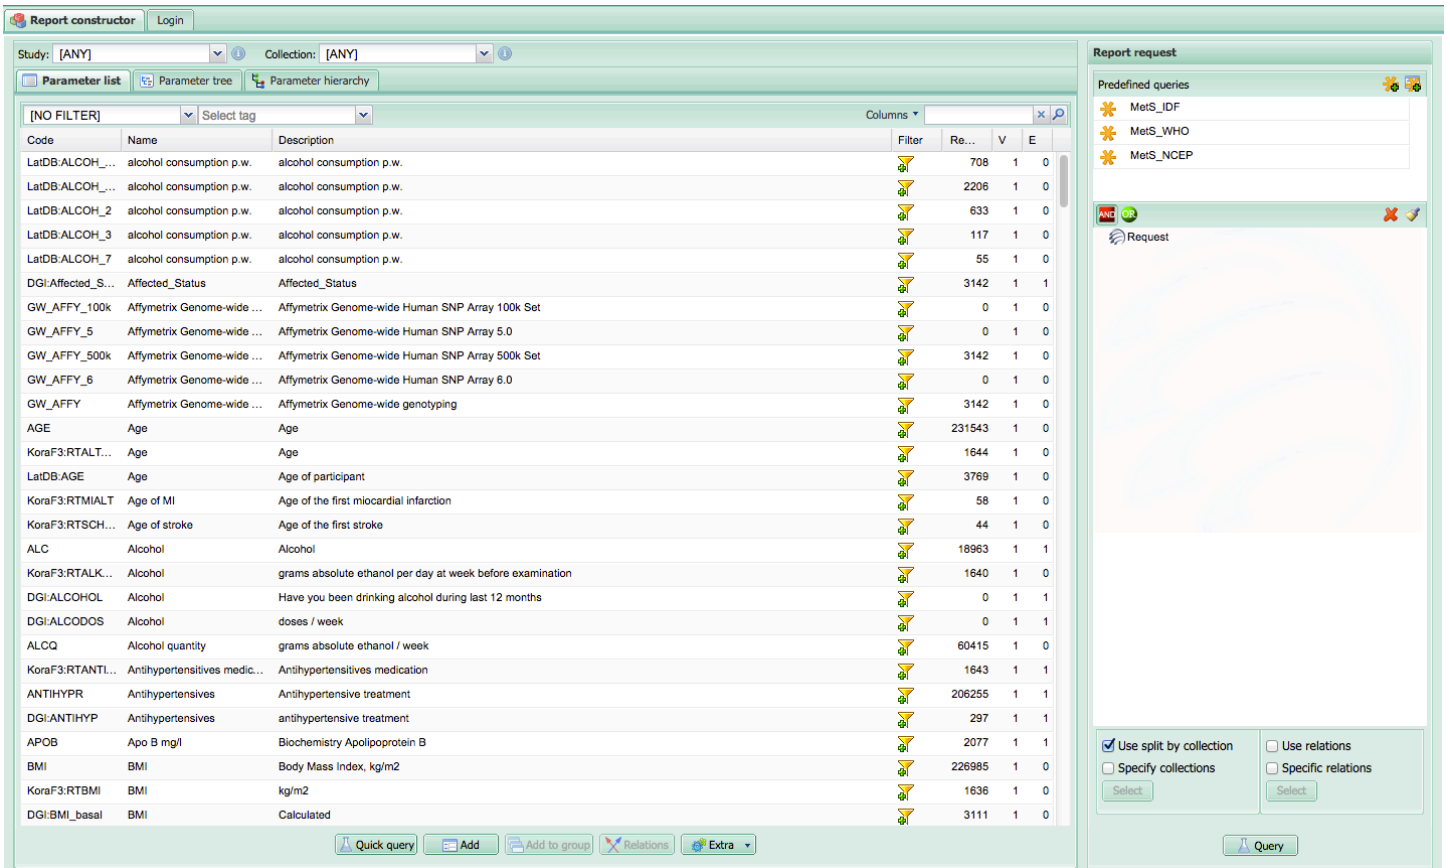 Report constructor Login
Study: [ANY] Collection: [ANY]
Parameter list Parameter tree Parameter hierarchy
[NO FILTER] Select tag Columns
Code Name Description Filter Re... V E
LatDB:ALCOH_... alcohol consumption p.w. alcohol consumption p.w. 708 1 0
LatDB:ALCOH_... alcohol consumption p.w. alcohol consumption p.w. 2206 1 0
LatDB:ALCOH_2 alcohol consumption p.w. alcohol consumption p.w. 633 1 0
LatDB:ALCOH_3 alcohol consumption p.w. alcohol consumption p.w. 117 1 0
LatDB:ALCOH_7 alcohol consumption p.w. alcohol consumption p.w. 55 1 0
DGI:Affected_S... Affected_Status Affected_Status 3142 1 1
GW_AFFY_100k Affymetrix Genome-wide ... Affymetrix Genome-wide Human SNP Array 100k Set 0 1 0
GW_AFFY_5 Affymetrix Genome-wide ... Affymetrix Genome-wide Human SNP Array 5.0 0 1 0
GW_AFFY_500k Affymetrix Genome-wide ... Affymetrix Genome-wide Human SNP Array 500k Set 3142 1 0
GW_AFFY_6 Affymetrix Genome-wide ... Affymetrix Genome-wide Human SNP Array 6.0 0 1 0
GW_AFFY Affymetrix Genome-wide ... Affymetrix Genome-wide genotyping 3142 1 0
AGE Age Age 231543 1 0
KoraF3:RTALT... Age Age 1644 1 0
LatDB:AGE Age Age of participant 3769 1 0
KoraF3:RTMIALT Age of MI Age of the first miocardial infarction 58 1 0
KoraF3:RTSCH... Age of stroke Age of the first stroke 44 1 0
ALC Alcohol Alcohol 18963 1 1
KoraF3:RTALK... Alcohol grams absolute ethanol per day at week before examination 1640 1 0
DGI:ALCOHOL Alcohol Have you been drinking alcohol during last 12 months 0 1 1
DGI:ALCODOS Alcohol doses / week 0 1 1
ALCQ Alcohol quantity grams absolute ethanol / week 60415 1 0
KoraF3:RTANTI... Antihypertensitives medic... Antihypertensitives medication 1643 1 1
ANTIHYPR Antihypertensives Antihypertensive treatment 206255 1 1
DGI:ANTIHYP Antihypertensives antihypertensive treatment 297 1 1
APOB Apo B mg/l Biochemistry Apolipoprotein B 2077 1 1
BMI BMI Body Mass Index, kg/m2 226985 1 0
KoraF3:RTBMI BMI kg/m2 1636 1 0
DGI:BMI_basal BMI Calculated 3111 1 0
Quick query Add Add to group Relations Extra
Report request
Predefined queries
MetS_IDF
MetS_WHO
MetS_NCEP
AND OR
Request
Use split by collection Use relations
Specify collections Specific relations
Select Select
Query